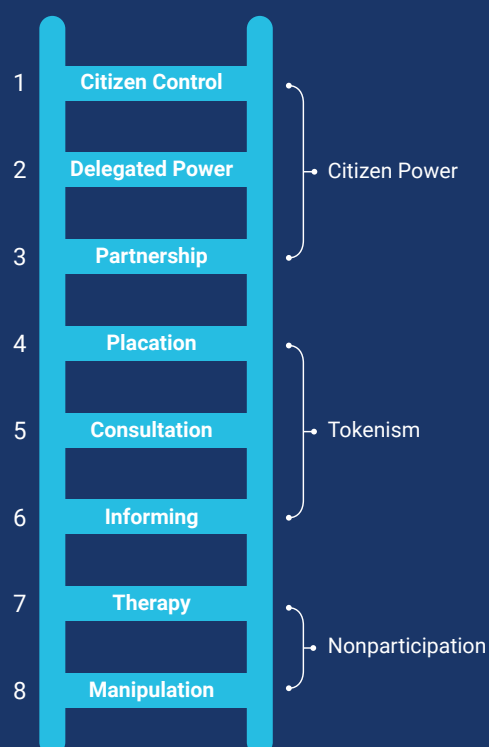 1 Citizen Control
2 Delegated Power
Citizen Power
3 Partnership
4 Placation
5 Consultation
Tokenism
6 Informing
7 Therapy
Nonparticipation
8 Manipulation